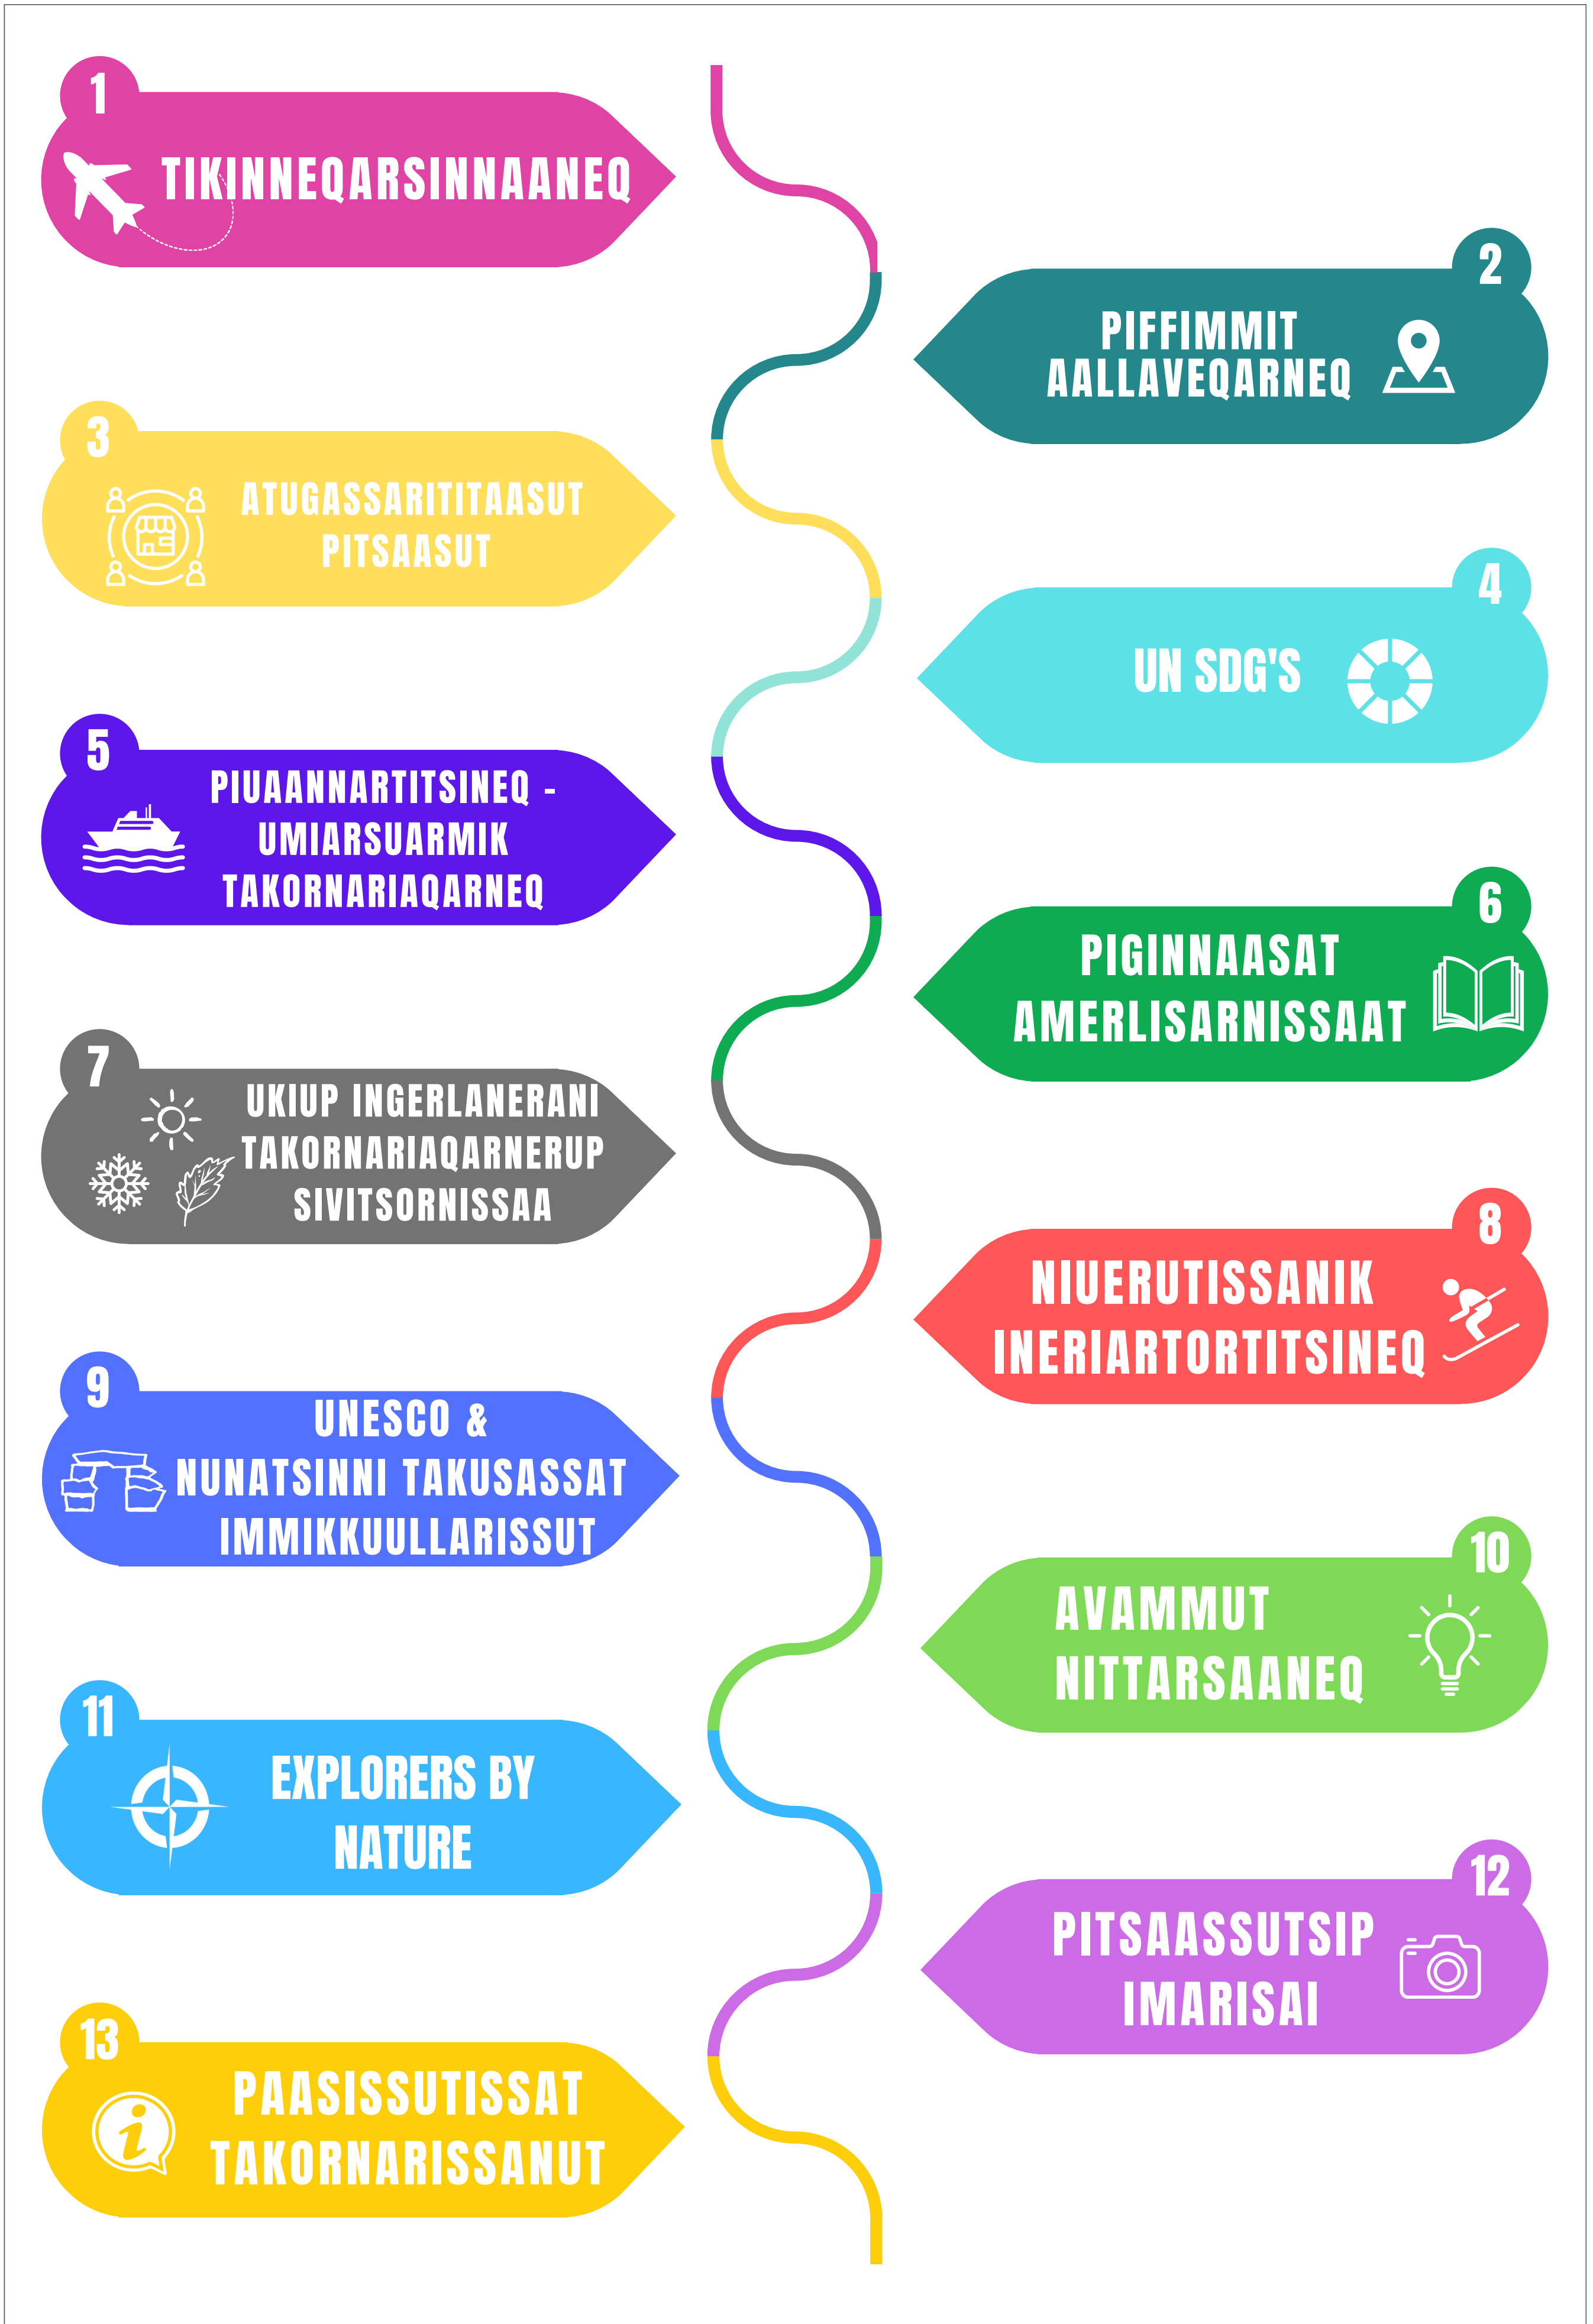 1
TIKINNEQARSINNAANEQ
2
PIFFIMMIT
AALLAVEQARNEQ
3
ATUGASSARITITAASUT
PITSAASUT
4
UN SDG'S
5
PIUAANNARTITSINEQ -
UMIARSUARMIK
TAKORNARIAQARNEQ
6
PIGINNAASAT
AMERLISARNISSAAT
7
UKIUP INGERLANERANI
TAKORNARIAQARNERUP
SIVITSORNISSAA
8
NIUERUTISSANIK
INERIARTORTITSINEQ
9
UNESCO &
NUNATSINNI TAKUSASSAT
IMMIKKUULLARISSUT
10
AVAMMUT
NITTARSAANEQ
11
EXPLORERS BY
NATURE
12
PITSAASSUTSIP
IMARISAI
13
PAASISSUTISSAT
TAKORNARISSANUT